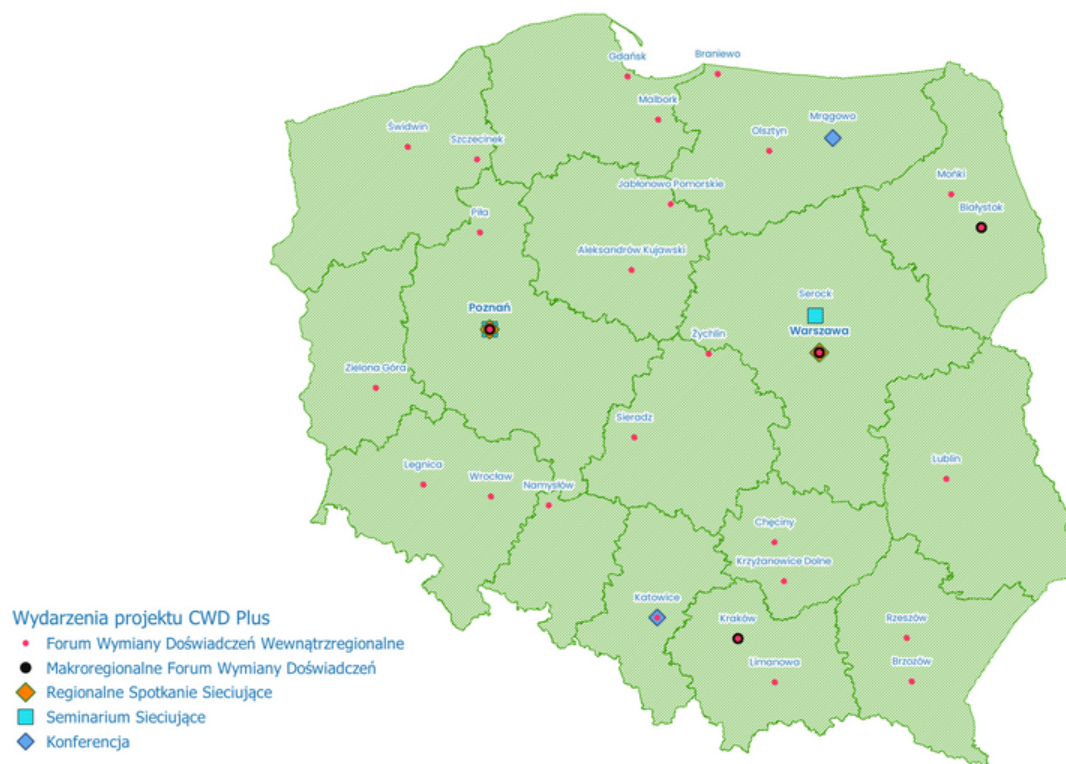 Gdańsk
Braniewo
Malbork
Mrągowo
Świdwin
Olsztyn
Szczecinek
Mońki
Jabłonowo Pomorskie
Białystok
Piła
Aleksandrów Kujawski
Serock
Poznań
Warszawa
Żychlin
Zielona Góra
Sieradz
Legnica
Lublin
Wrocław
Namysłów
Chęciny
Krzyżanowice Dolne
Katowice
Kraków
Rzeszów
Limanowa
Brzozów
Wydarzenia projektu CWD Plus
Forum Wymiany Doświadczeń Wewnątrzregionalne
Makroregionalne Forum Wymiany Doświadczeń
Regionalne Spotkanie Sieciujące
Seminarium Sieciujące
Konferencja